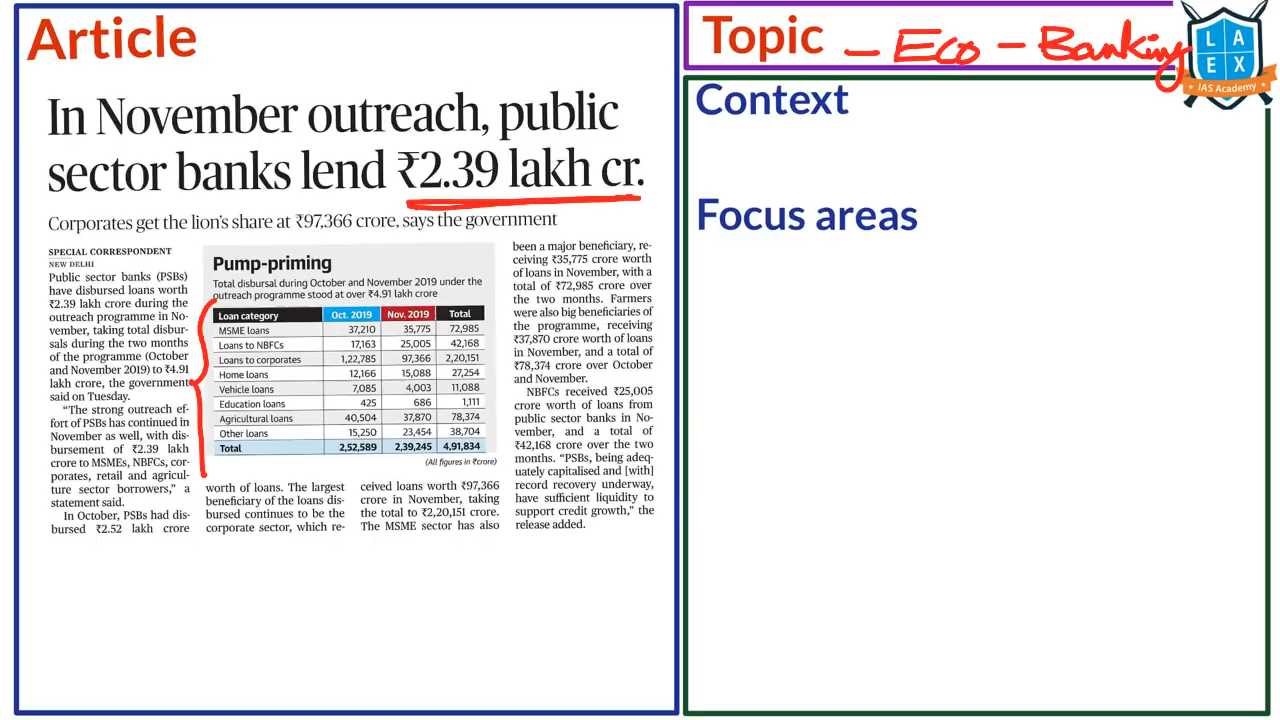 Article
In November outreach, public
sector banks lend ₹2.39 lakh cr.
Corporates get the lion's share at ₹97,366 crore, says the government
SPECIAL CORRESPONDENT
NEW DELHI
Public sector banks (PSBs)
have disbursed loans worth
₹2.39 lakh crore during the
outreach programme in No-
vember, taking total disbur-
sals during the two months
of the programme (October
and November 2019) to ₹4.91
lakh crore, the government
said on Tuesday.
"The strong outreach ef-
fort of PSBs has continued in
November as well, with dis-
bursement of ₹2.39 lakh
crore to MSMEs, NBFCs, cor-
porates, retail and agricul-
ture sector borrowers," a
statement said.
In October, PSBs had dis-
bursed ₹2.52 lakh crore
Pump-priming
Total disbursal during October and November 2019 under the
outreach programme stood at over ₹4.91 lakh crore
Loan category Oct. 2019 Nov. 2019 Total
MSME loans 37,210 35,775 72,985
Loans to NBFCs 17,163 25,005 42,168
Loans to corporates 1,22,785 97,366 2,20,151
Home loans 12,166 15,088 27,254
Vehicle loans 7,085 4,003 11,088
Education loans 425 686 1,111
Agricultural loans 40,504 37,870 78,374
Other loans 15,250 23,454 38,704
Total 2,52,589 2,39,245 4,91,834
(All figures in ₹crore)
worth of loans. The largest
beneficiary of the loans dis-
bursed continues to be the
corporate sector, which re-
ceived loans worth ₹97,366
crore in November, taking
the total to ₹2,20,151 crore.
The MSME sector has also
been a major beneficiary, re-
ceiving ₹35,775 crore worth
of loans in November, with a
total of ₹72,985 crore over
the two months. Farmers
were also big beneficiaries of
the programme, receiving
₹37,870 crore worth of loans
in November, and a total of
₹78,374 crore over October
and November.
NBFCs received ₹25,005
crore worth of loans from
public sector banks in No-
vember, and a total of
₹42,168 crore over the two
months. "PSBs, being adeq-
uately capitalised and [with]
record recovery underway,
have sufficient liquidity to
support credit growth," the
release added.
Topic - Eco - Banking
LA
EX
IAS Academy
Context
Focus areas